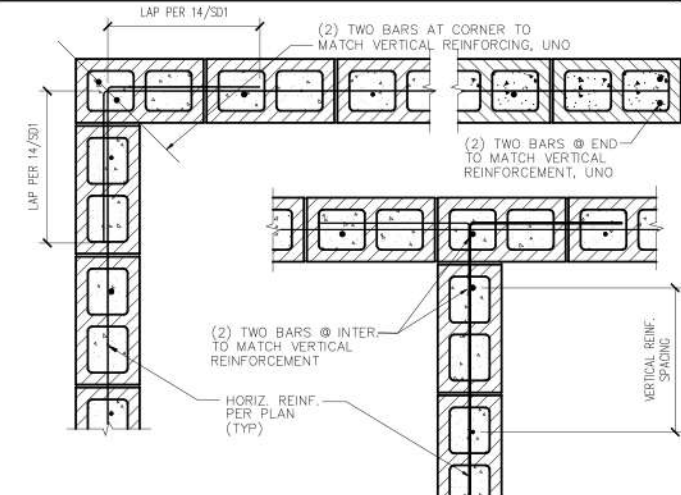 LAP PER 14/SD1
(2) TWO BARS AT CORNER TO
MATCH VERTICAL REINFORCING, UNO
LAP PER 14/SD1
(2) TWO BARS @ END
TO MATCH VERTICAL
REINFORCEMENT, UNO
(2) TWO BARS @ INTER.
TO MATCH VERTICAL
REINFORCEMENT
VERTICAL REINF.
SPACING
HORIZ. REINF.
PER PLAN
(TYP)